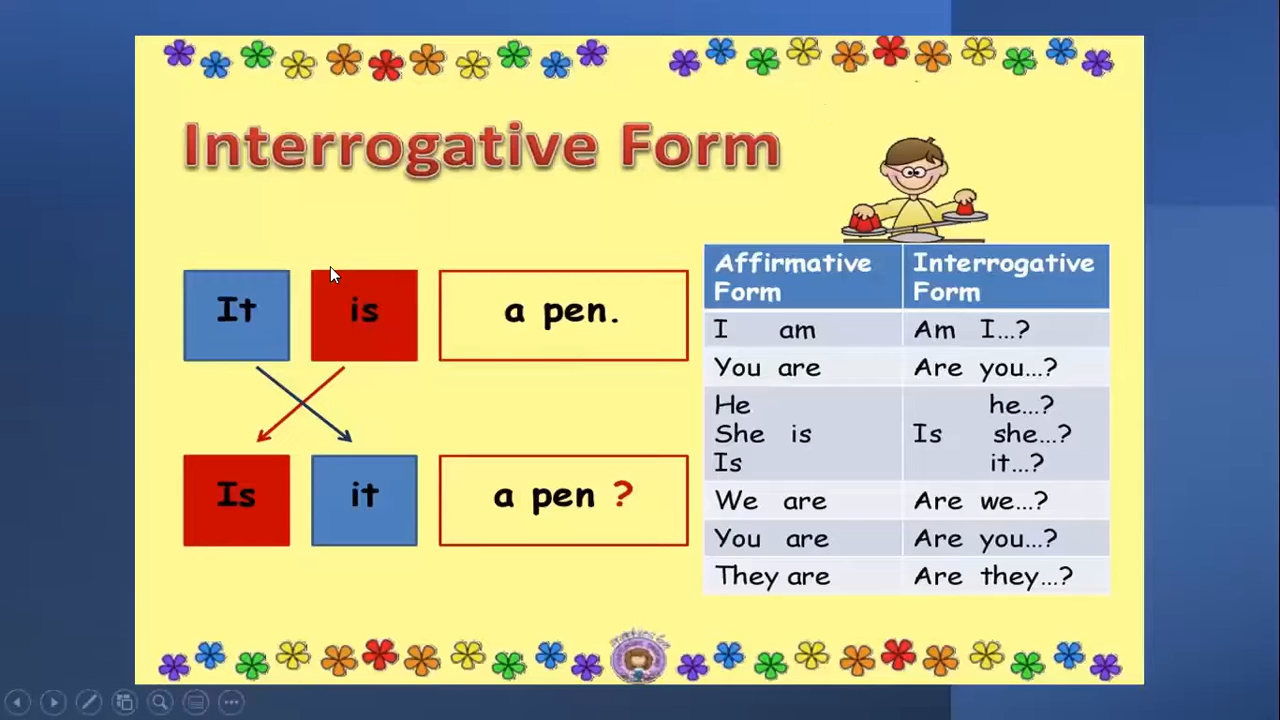 Interrogative Form
It is a pen.
Is it a pen ?
Affirmative Form Interrogative Form
I am Am I...?
You are Are you...?
He he...?
She is Is she...?
Is it...?
We are Are we...?
You are Are you...?
They are Are they...?